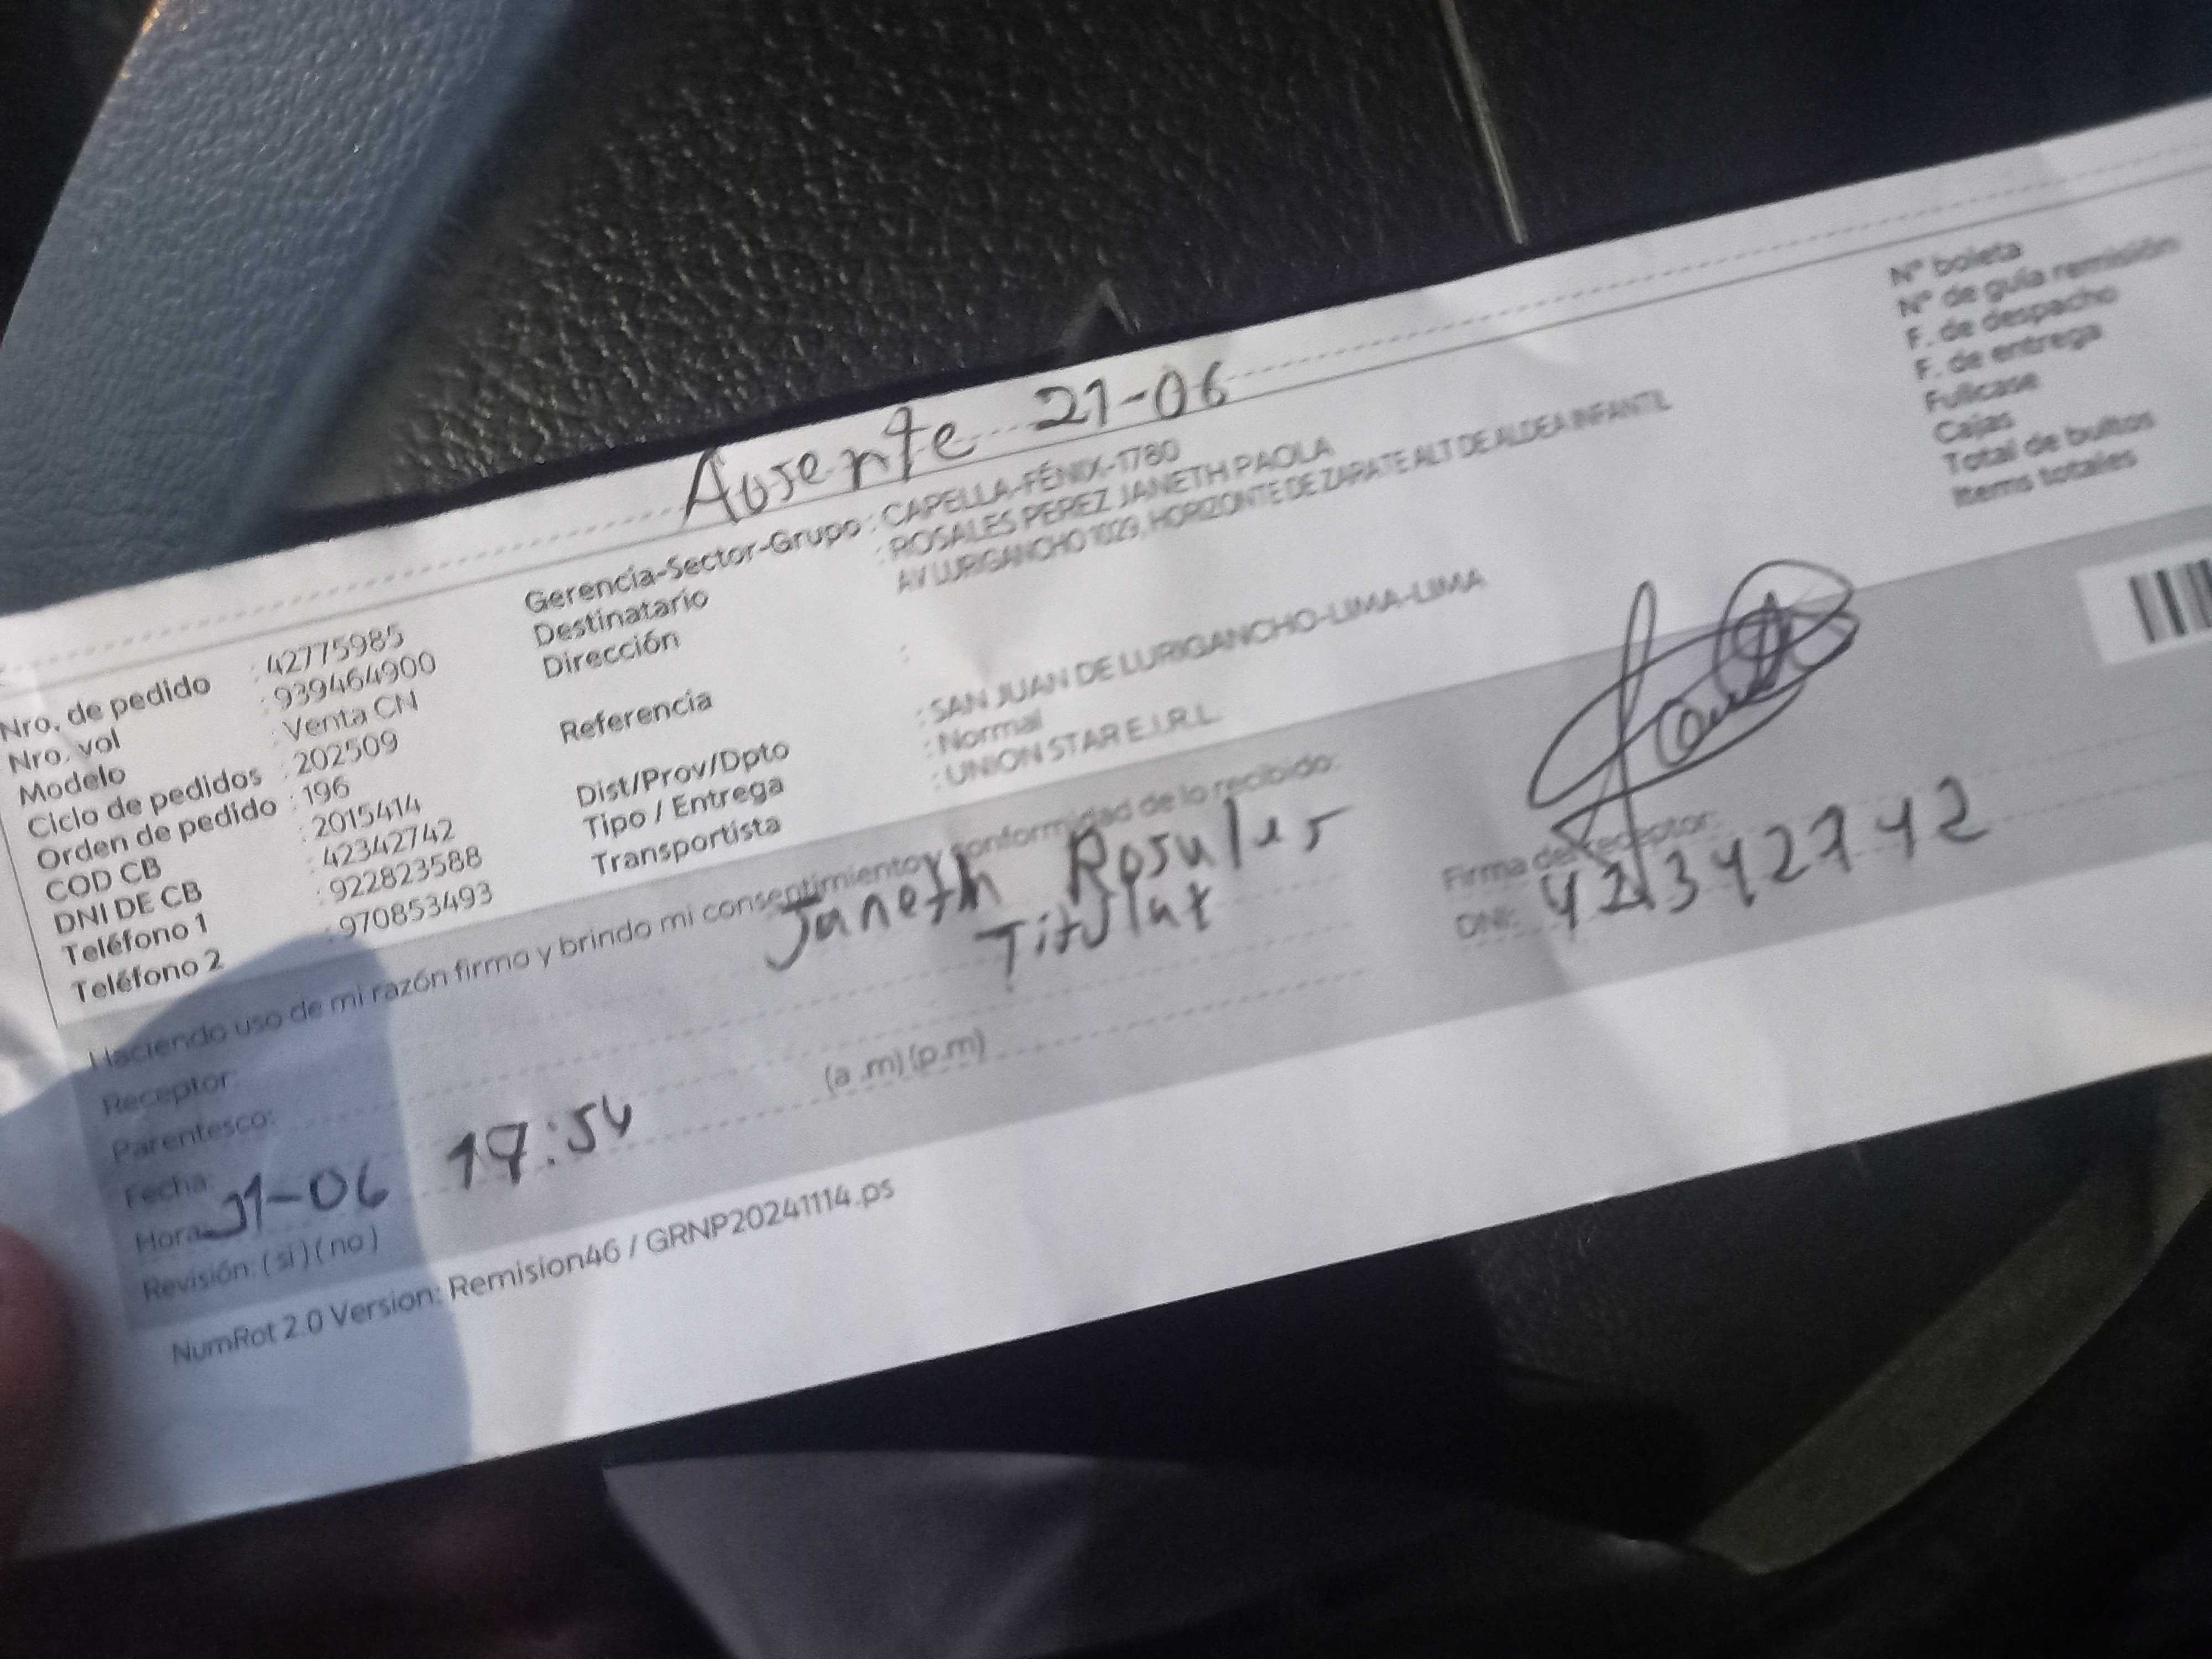 Ausente 21-06
Nro. de pedido : 42775985
Nro. vol : 939464900
Modelo : Venta CN
Ciclo de pedidos : 202509
Orden de pedido : 196
COD CB : 2015414
DNI DE CB : 42342742
Teléfono 1 : 922823588
Teléfono 2 : 970853493
Gerencia-Sector-Grupo : CAPELLA-FÉNIX-1780
Destinatario : ROSALES PEREZ JANETH PAOLA
Dirección : AV LURIGANCHO 1029, HORIZONTE DE ZARATE ALT DE ALDEA INFANTIL
Referencia :
Dist/Prov/Dpto : SAN JUAN DE LURIGANCHO-LIMA-LIMA
Tipo / Entrega : Normal
Transportista : UNION STAR E.I.R.L.
N° boleta
N° de guía remisión
F. de despacho
F. de entrega
Fullcase
Cajas
Total de bultos
Items totales
Haciendo uso de mi razón firmo y brindo mi consentimiento y conformidad de lo recibido:
Receptor: Janeth Rosales
Parentesco: Titular
Fecha: 21-06
Hora: 17:54 (a .m) (p.m)
Revisión: ( si ) ( no )
Firma del receptor:
DNI: 42342742
NumRot 2.0 Version: Remision46 / GRNP20241114.ps